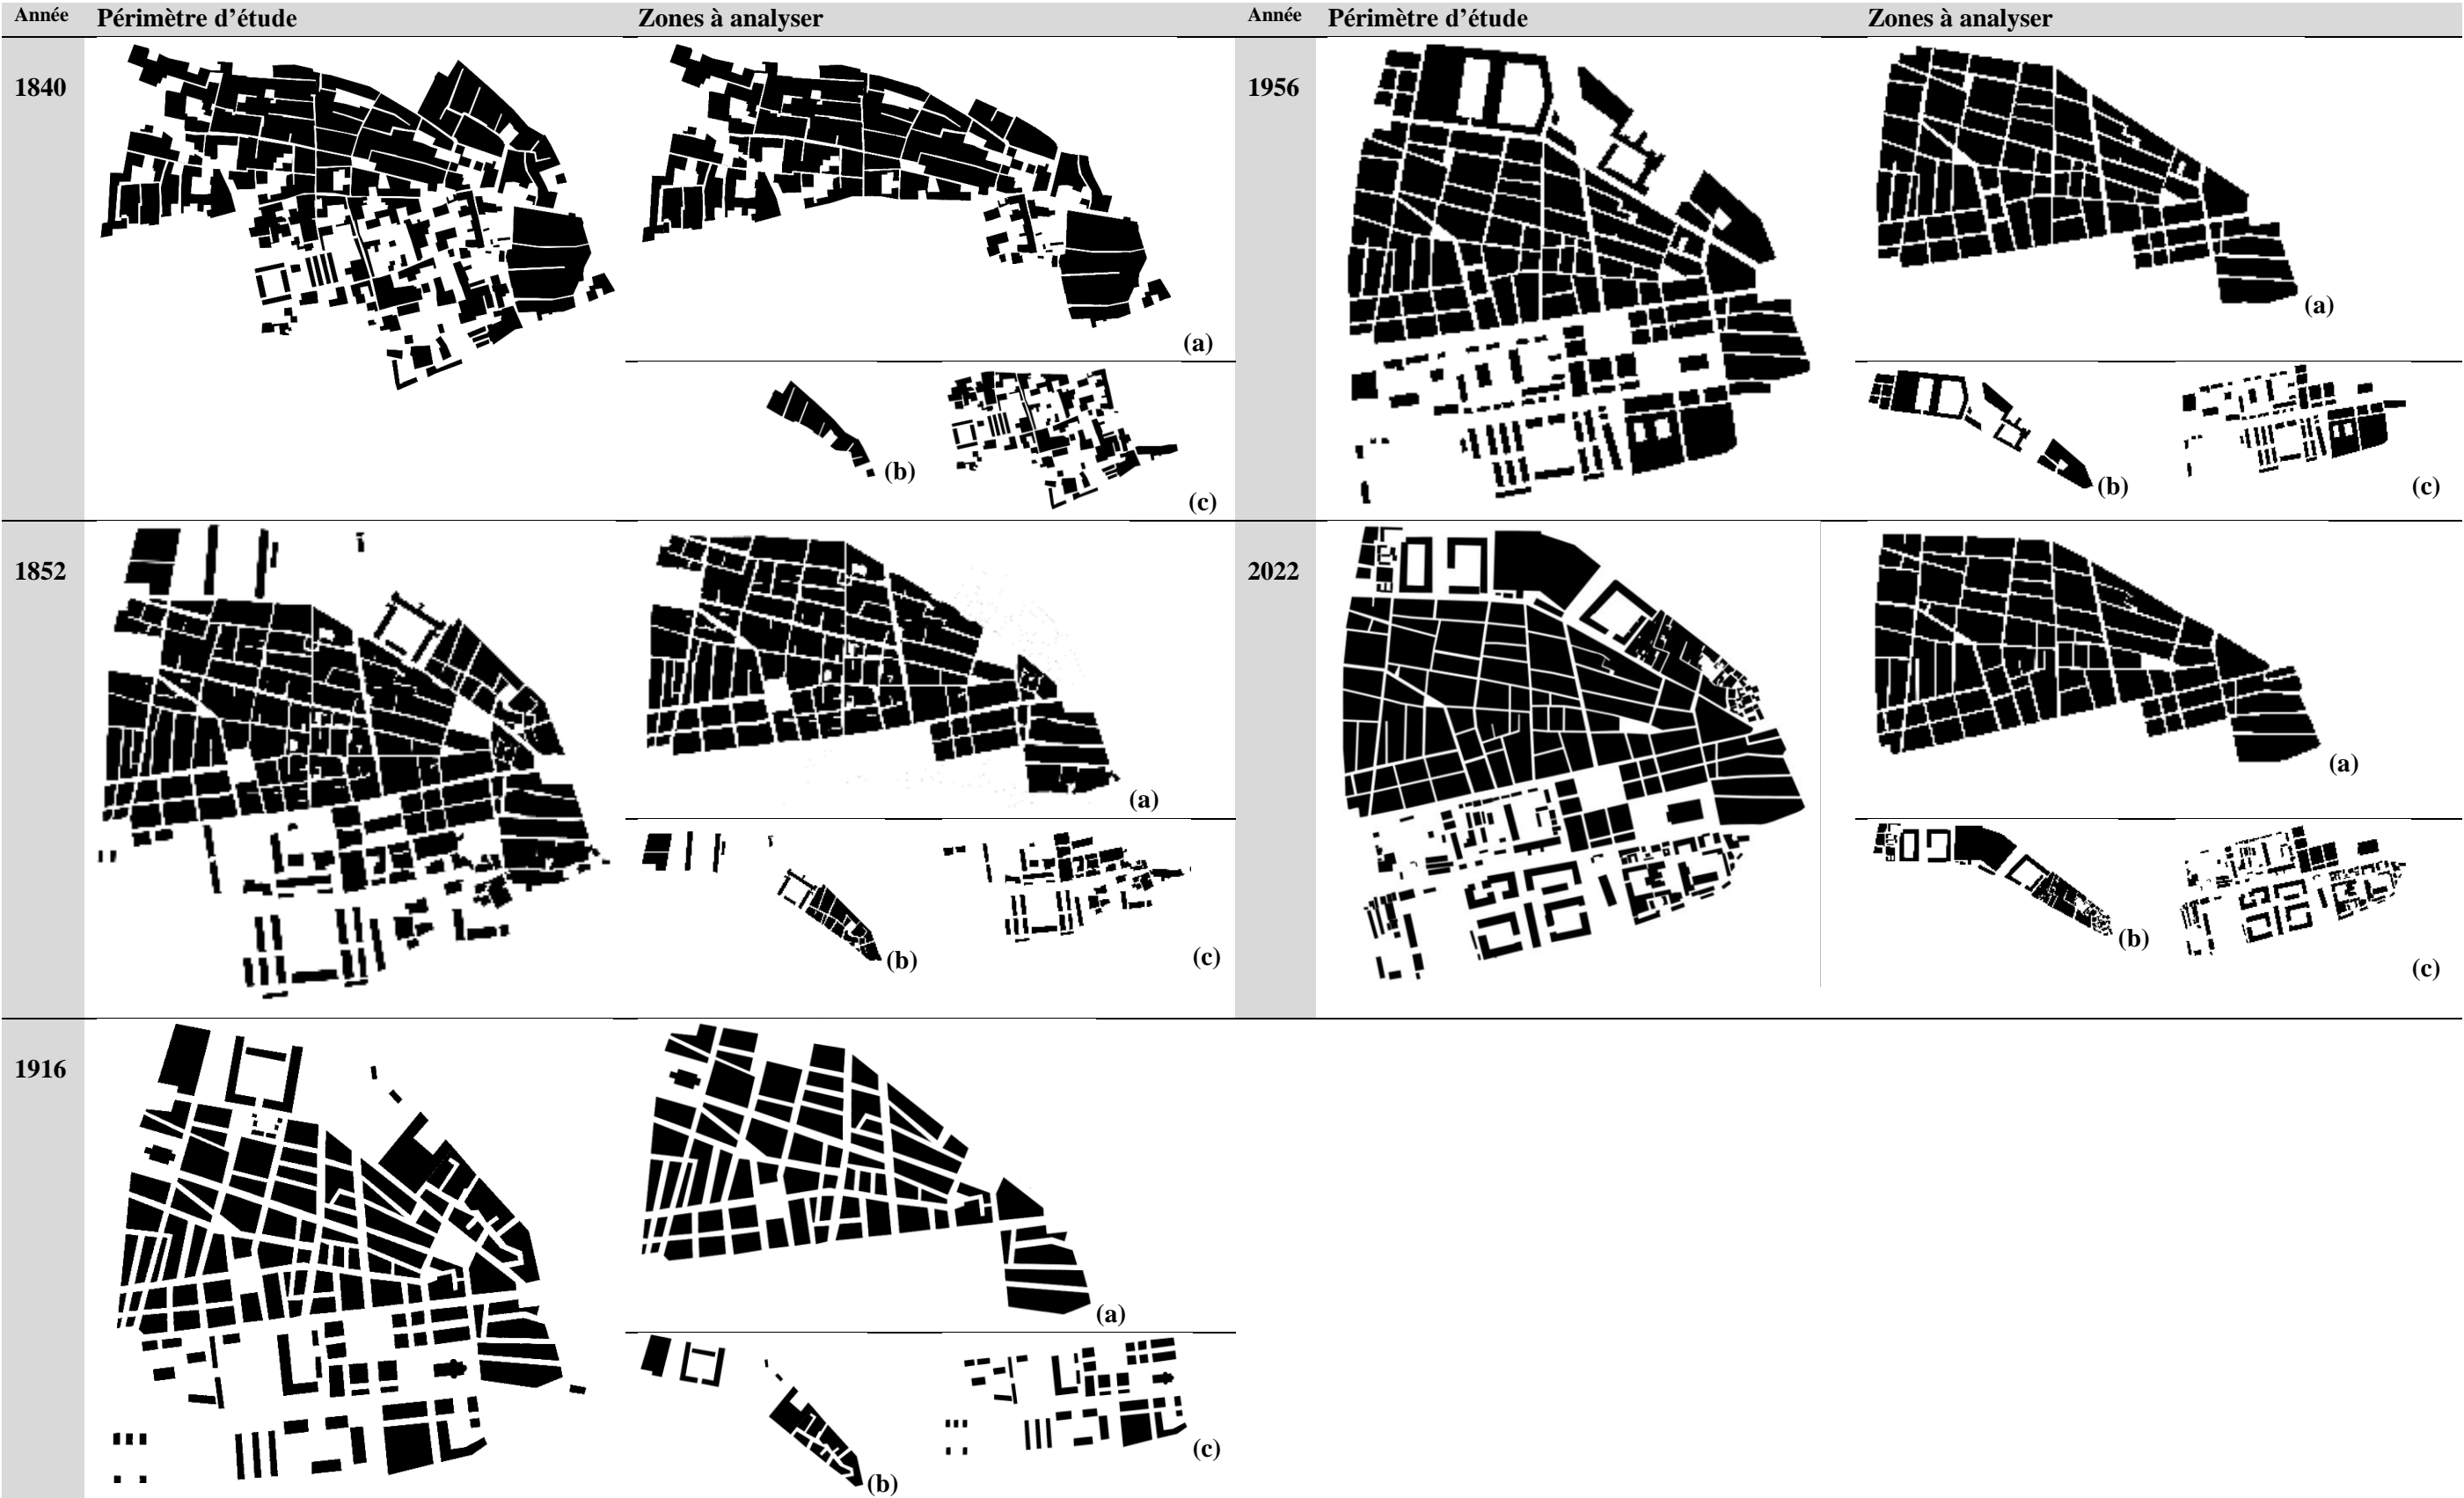 Année Périmètre d’étude Zones à analyser Année Périmètre d’étude Zones à analyser
1840
(a)
(b)
(c)
1956
(a)
(b)
(c)
1852
(a)
(b)
(c)
2022
(a)
(b)
(c)
1916
(a)
(b)
(c)